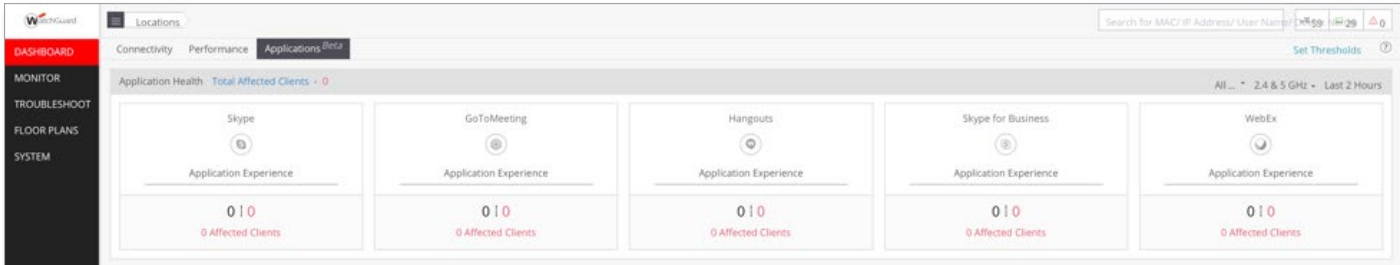 WatchGuard
Locations
Search for MAC/ IP Address/ User Name/
59 29 0
DASHBOARD
MONITOR
TROUBLESHOOT
FLOOR PLANS
SYSTEM
Connectivity Performance Applications Beta
Set Thresholds ?
Application Health Total Affected Clients - 0
All ... 2.4 & 5 GHz Last 2 Hours
Skype GoToMeeting Hangouts Skype for Business WebEx
Application Experience Application Experience Application Experience Application Experience Application Experience
0 | 0 0 | 0 0 | 0 0 | 0 0 | 0
0 Affected Clients 0 Affected Clients 0 Affected Clients 0 Affected Clients 0 Affected Clients